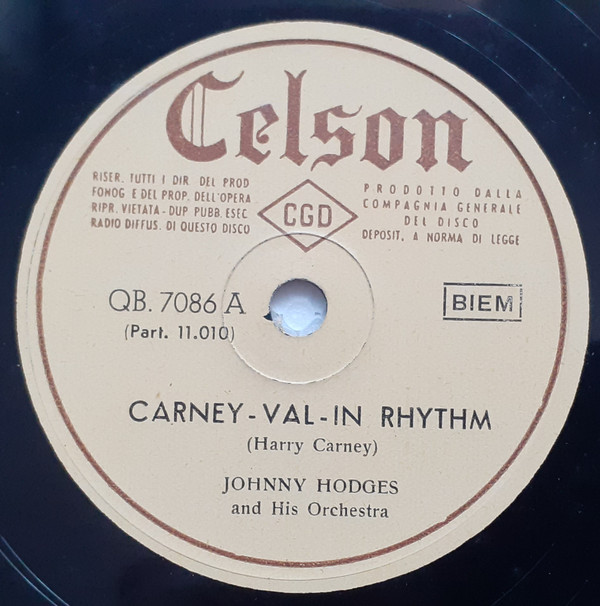 Celson
RISER. TUTTI I DIR. DEL PROD
FONOG. E DEL PROP. DELL'OPERA
RIPR. VIETATA - DUP. PUBB. ESEC.
RADIO DIFFUS. DI QUESTO DISCO
CGD
PRODOTTO DALLA
COMPAGNIA GENERALE
DEL DISCO
DEPOSIT. A NORMA DI LEGGE
QB. 7086 A
(Part. 11.010)
BIEM
CARNEY-VAL-IN RHYTHM
(Harry Carney)
JOHNNY HODGES
and His Orchestra